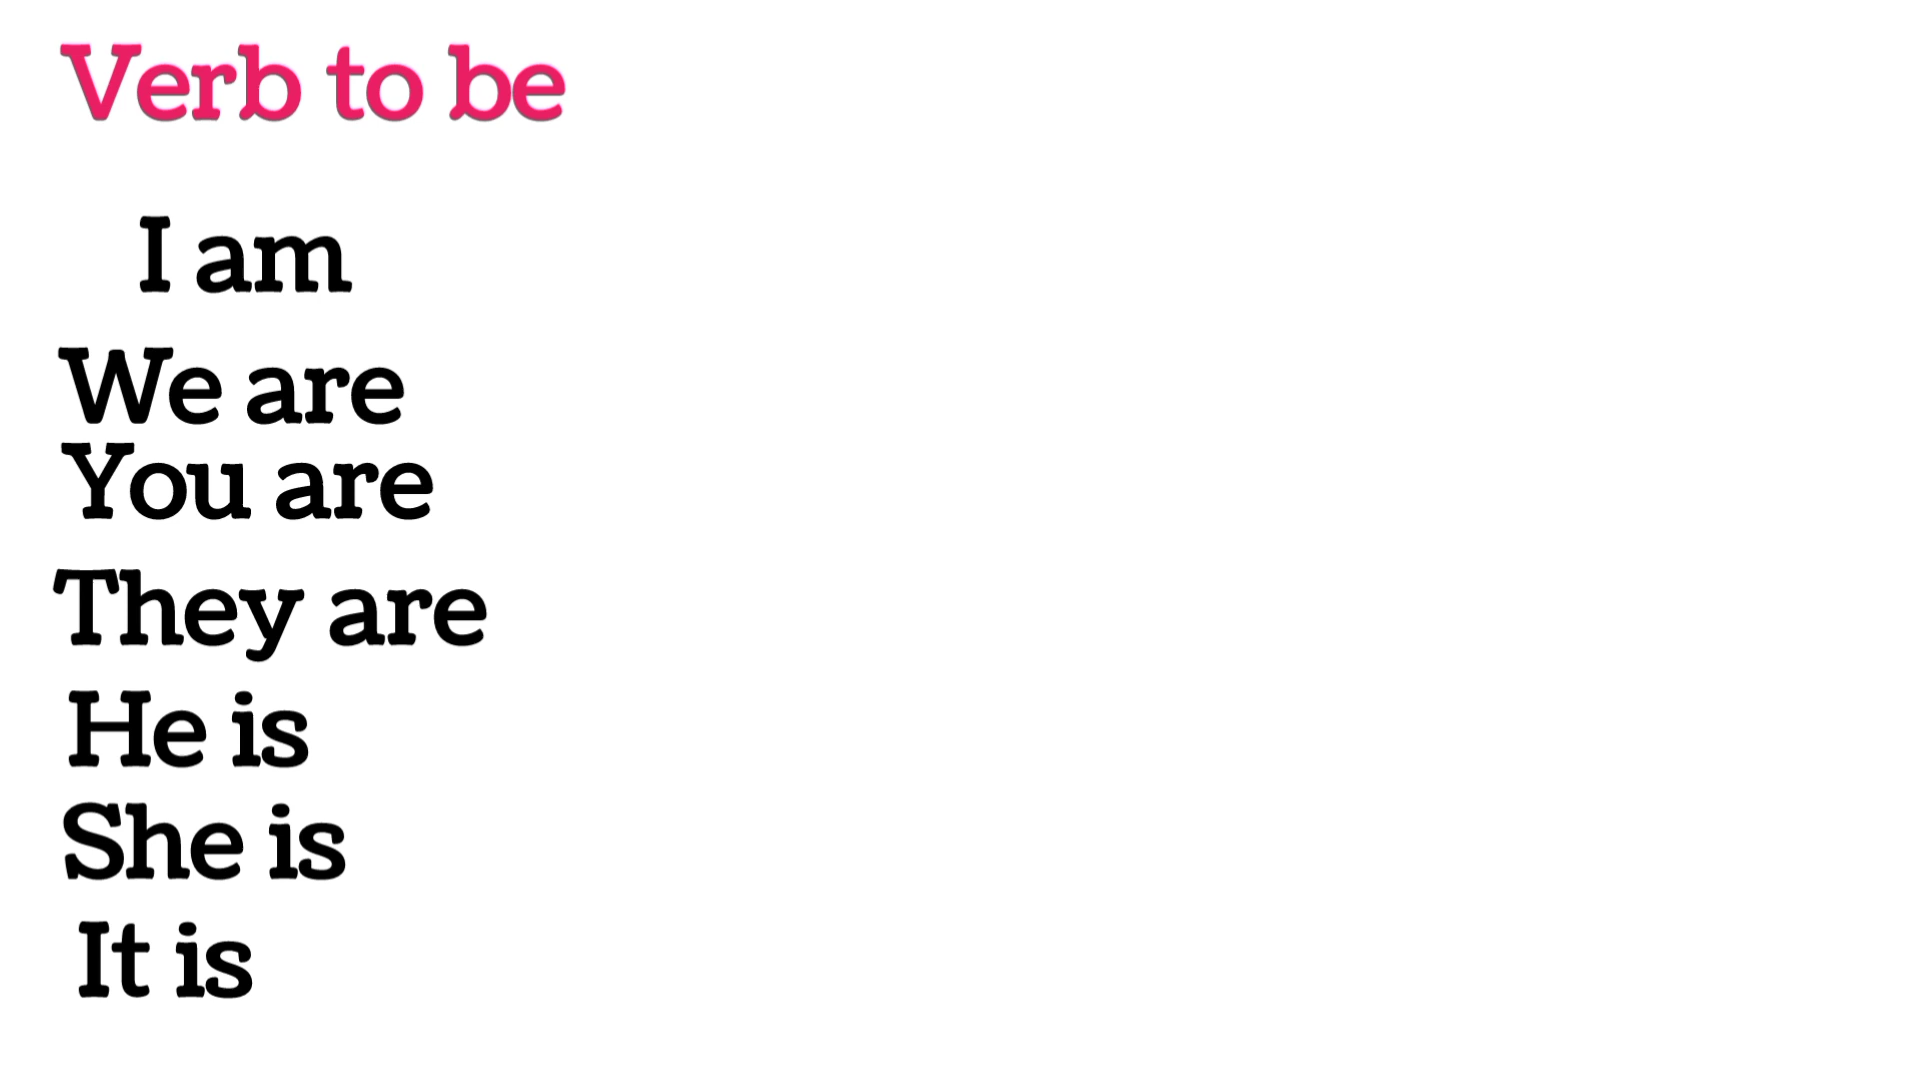 Verb to be
I am
We are
You are
They are
He is
She is
It is